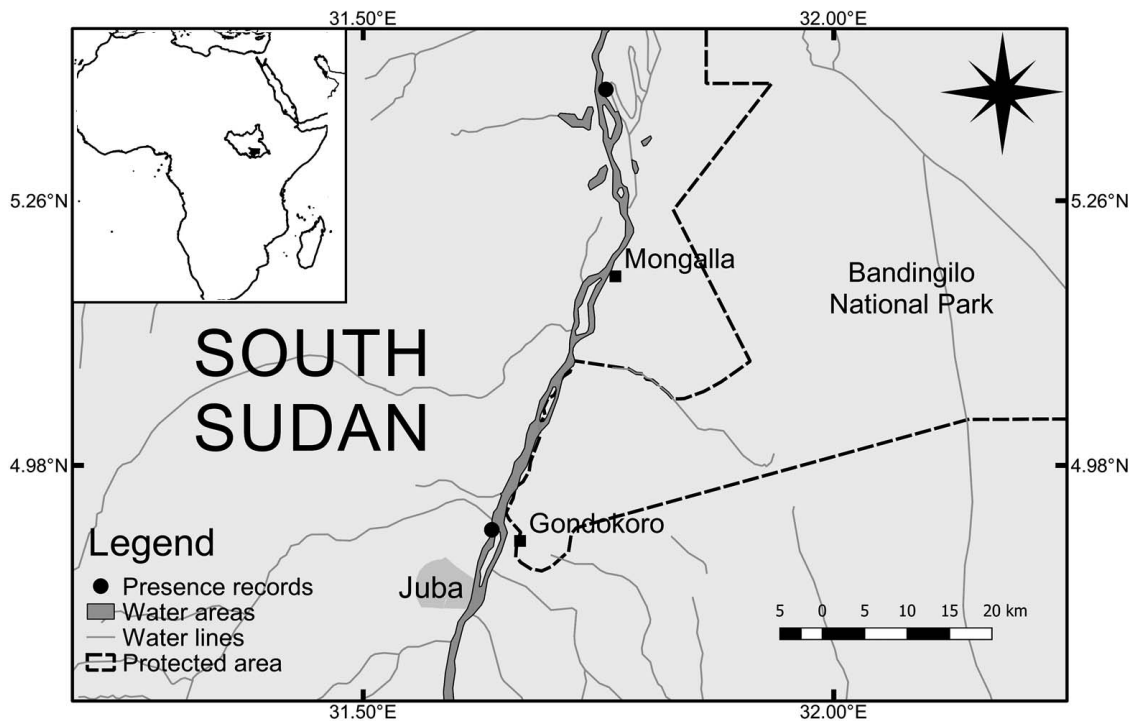 31.50°E
32.00°E
5.26°N
5.26°N
Mongalla
Bandingilo
National Park
SOUTH
SUDAN
4.98°N
4.98°N
Gondokoro
Juba
Legend
Presence records
Water areas
Water lines
Protected area
5 0 5 10 15 20 km
31.50°E
32.00°E